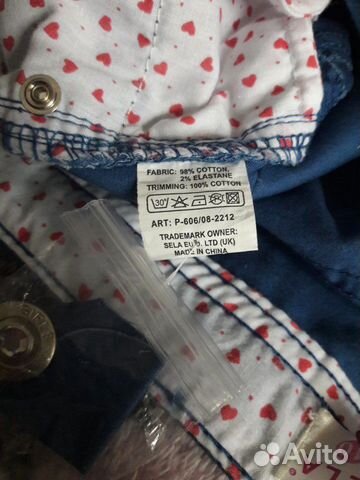 FABRIC: 98% COTTON,
2% ELASTANE
TRIMMING: 100% COTTON
30°
ART: P-606/08-2212
TRADEMARK OWNER:
SELA LTD (UK)
MADE IN CHINA
Avito